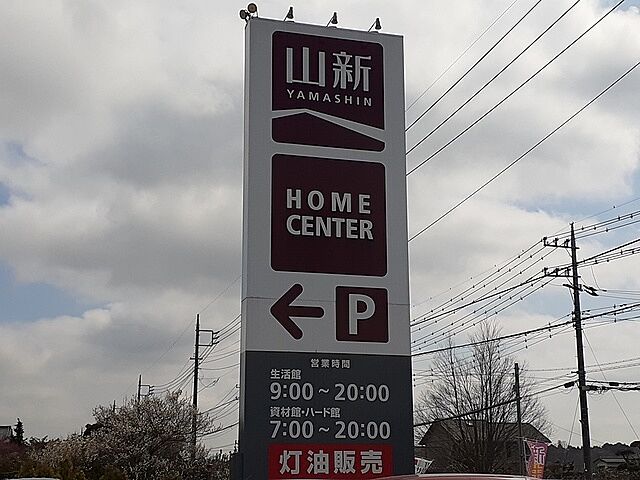 山新
YAMASHIN
HOME
CENTER
P
営業時間
生活館
9:00～20:00
資材館・ハード館
7:00～20:00
灯油販売